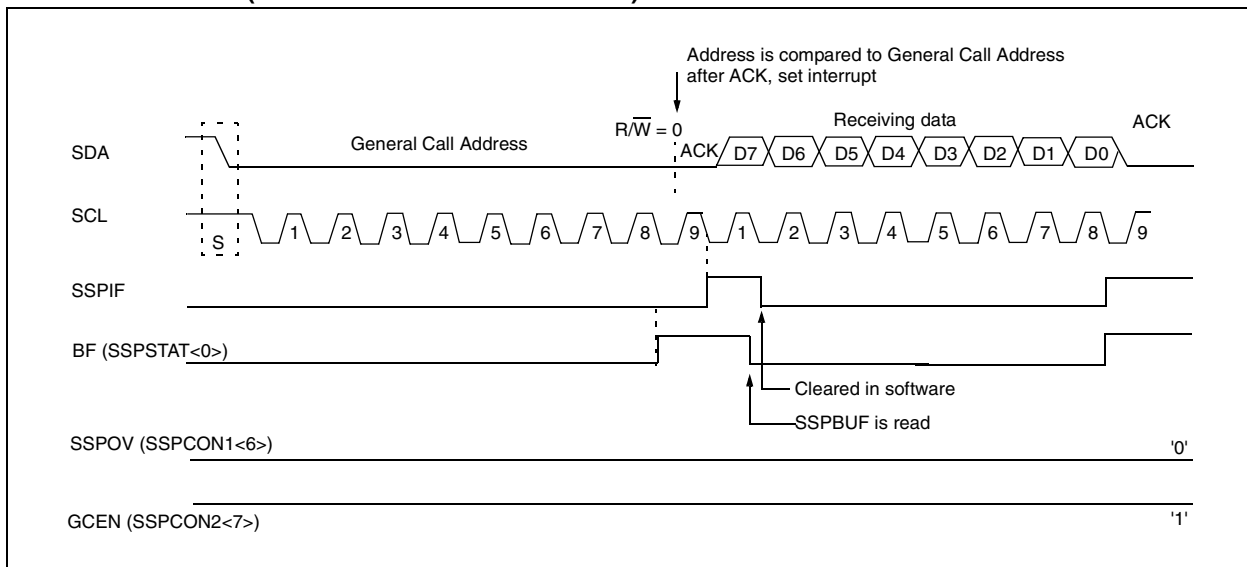 Address is compared to General Call Address
after ACK, set interrupt
R/W̅ = 0
Receiving data
ACK
SDA
General Call Address
ACK
D7 D6 D5 D4 D3 D2 D1 D0
SCL
S
1 2 3 4 5 6 7 8 9 1 2 3 4 5 6 7 8 9
SSPIF
BF (SSPSTAT<0>)
Cleared in software
SSPBUF is read
SSPOV (SSPCON1<6>)
'0'
GCEN (SSPCON2<7>)
'1'